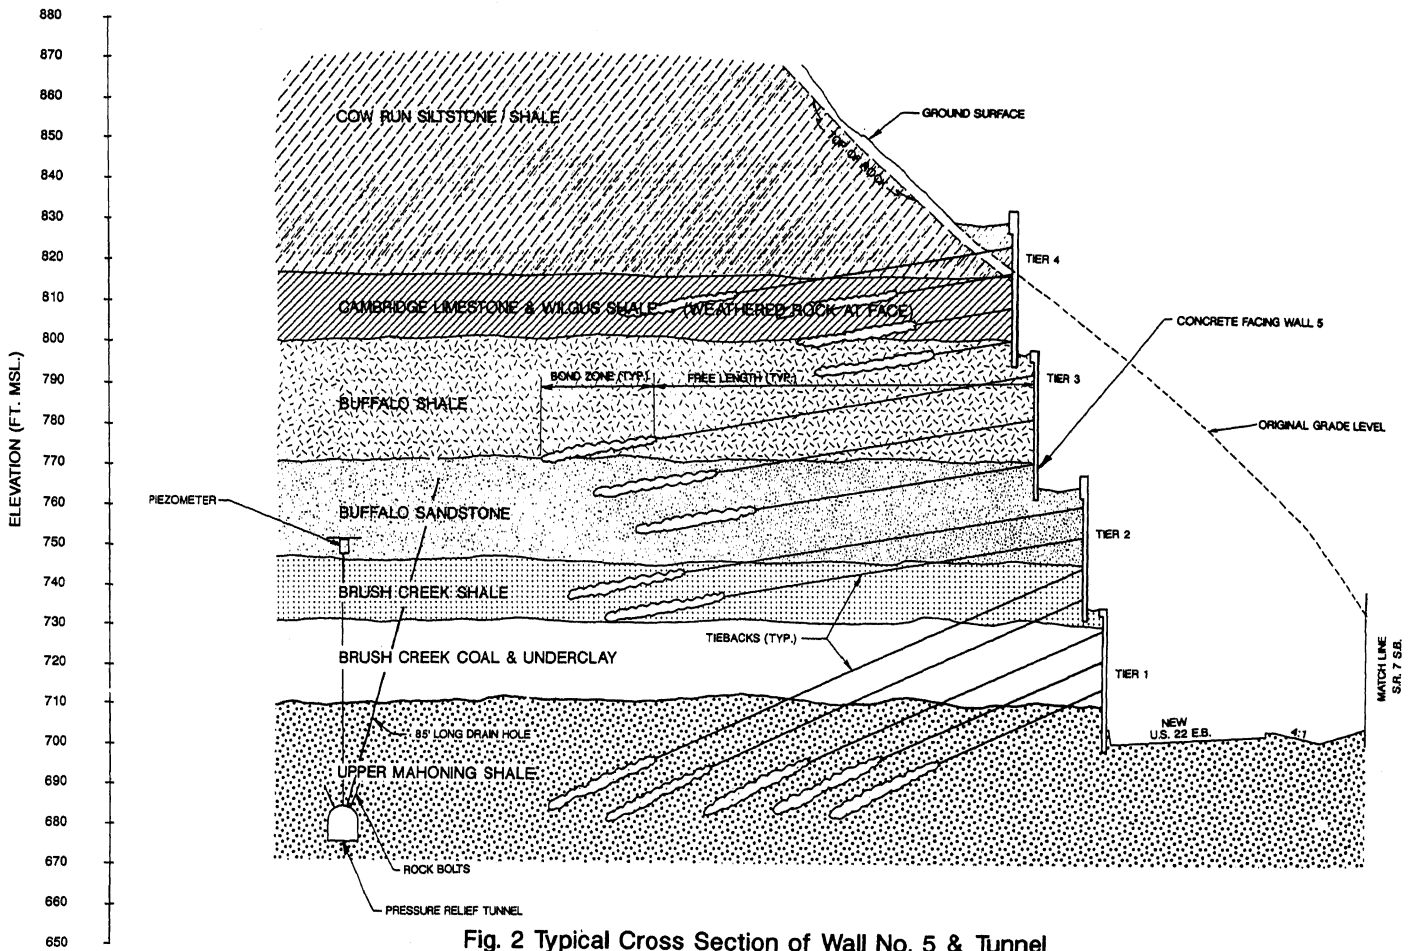 880
870
860
850
840
830
820
810
800
790
780
770
760
750
740
730
720
710
700
690
680
670
660
650
ELEVATION (FT. MSL.)
COW RUN SILTSTONE / SHALE
GROUND SURFACE
TOP OF ROCK
TIER 4
CAMBRIDGE LIMESTONE & WILGUS SHALE (WEATHERED ROCK AT FACE)
CONCRETE FACING WALL 5
BOND ZONE (TYP.)
FREE LENGTH (TYP.)
TIER 3
BUFFALO SHALE
ORIGINAL GRADE LEVEL
PIEZOMETER
BUFFALO SANDSTONE
TIER 2
BRUSH CREEK SHALE
TIEBACKS (TYP.)
BRUSH CREEK COAL & UNDERCLAY
TIER 1
MATCH LINE
S.R. 7 S.B.
NEW
U.S. 22 E.B.
4:1
85' LONG DRAIN HOLE
UPPER MAHONING SHALE
ROCK BOLTS
PRESSURE RELIEF TUNNEL
Fig. 2 Typical Cross Section of Wall No. 5 & Tunnel